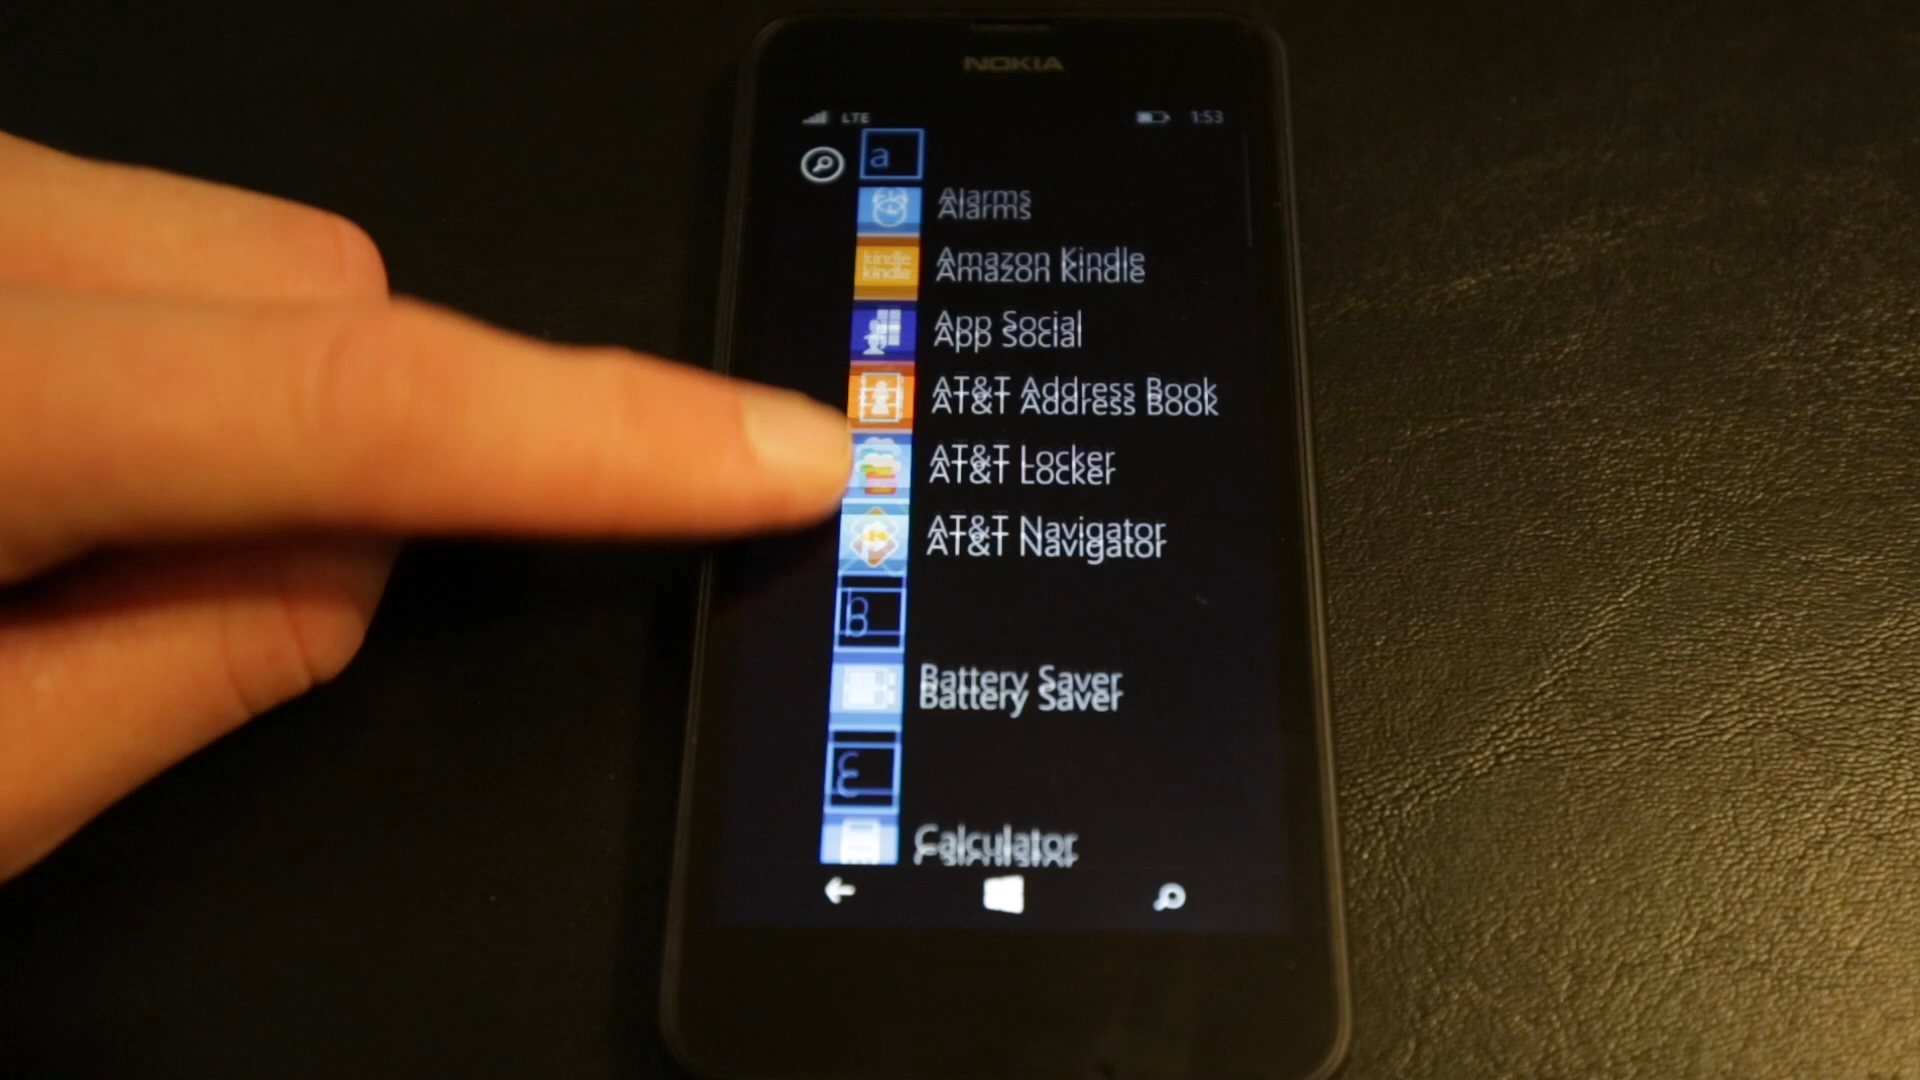 NOKIA
LTE 1:53
a
Alarms
kindle Amazon Kindle
App Social
AT&T Address Book
AT&T Locker
AT&T Navigator
b
Battery Saver
c
Calculator